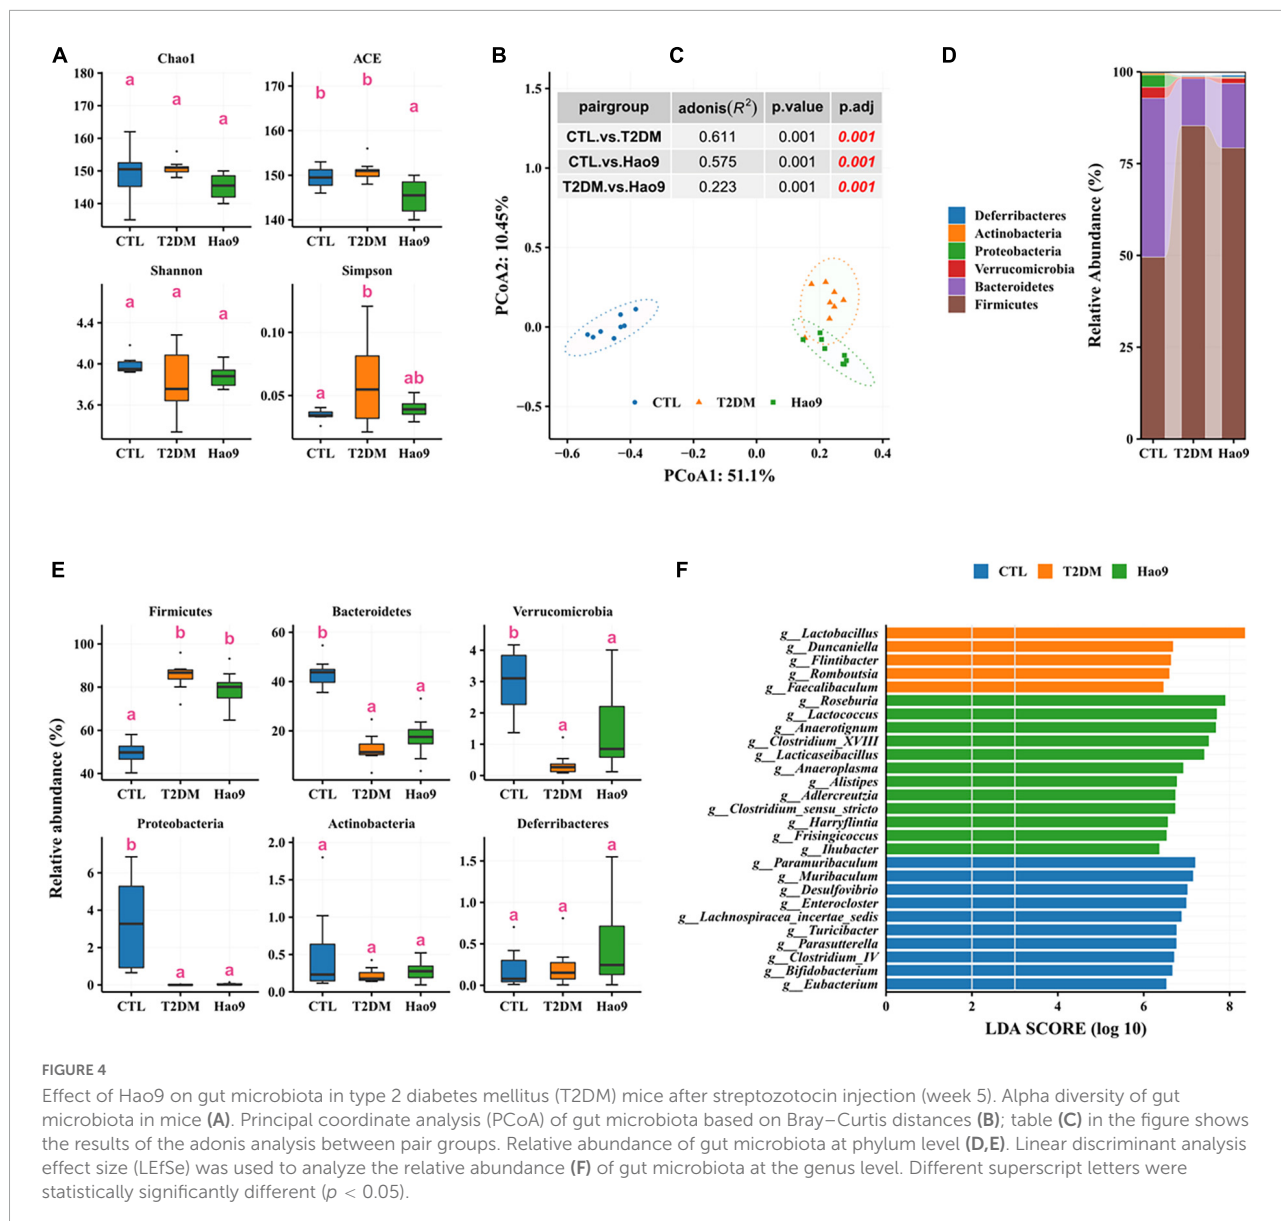 A
Chao1
180
170
160
150
140
a
a
a
CTL
T2DM
Hao9
ACE
170
160
150
140
b
b
a
CTL
T2DM
Hao9
Shannon
4.4
4.0
3.6
a
a
a
CTL
T2DM
Hao9
Simpson
0.10
0.05
a
b
ab
CTL
T2DM
Hao9
B
C
PCoA2: 10.45%
1.5
1.0
0.5
0.0
−0.5
pairgroup adonis(R²) p.value p.adj
CTL.vs.T2DM 0.611 0.001 0.001
CTL.vs.Hao9 0.575 0.001 0.001
T2DM.vs.Hao9 0.223 0.001 0.001
CTL T2DM Hao9
−0.6 −0.4 −0.2 0.0 0.2 0.4
PCoA1: 51.1%
D
Deferribacteres
Actinobacteria
Proteobacteria
Verrucomicrobia
Bacteroidetes
Firmicutes
Relative Abundance (%)
100
75
50
25
0
CTL T2DM Hao9
E
Relative abundance (%)
Firmicutes
100
80
60
40
a
b
b
CTL
T2DM
Hao9
Bacteroidetes
60
40
20
b
a
a
CTL
T2DM
Hao9
Verrucomicrobia
4
3
2
1
0
b
a
a
CTL
T2DM
Hao9
Proteobacteria
6
4
2
0
b
a
a
CTL
T2DM
Hao9
Actinobacteria
2.0
1.5
1.0
0.5
0.0
a
a
a
CTL
T2DM
Hao9
Deferribacteres
1.5
1.0
0.5
0.0
a
a
a
CTL
T2DM
Hao9
F
CTL T2DM Hao9
g__Lactobacillus
g__Duncaniella
g__Flintibacter
g__Romboutsia
g__Faecalibaculum
g__Roseburia
g__Lactococcus
g__Anaerotignum
g__Clostridium_XVIII
g__Lacticaseibacillus
g__Anaeroplasma
g__Alistipes
g__Adlercreutzia
g__Clostridium_sensu_stricto
g__Harryflintia
g__Frisingicoccus
g__Ihubacter
g__Paramuribaculum
g__Muribaculum
g__Desulfovibrio
g__Enterocloster
g__Lachnospiracea_incertae_sedis
g__Turicibacter
g__Parasutterella
g__Clostridium_IV
g__Bifidobacterium
g__Eubacterium
0 2 4 6 8
LDA SCORE (log 10)
FIGURE 4
Effect of Hao9 on gut microbiota in type 2 diabetes mellitus (T2DM) mice after streptozotocin injection (week 5). Alpha diversity of gut
microbiota in mice (A). Principal coordinate analysis (PCoA) of gut microbiota based on Bray–Curtis distances (B); table (C) in the figure shows
the results of the adonis analysis between pair groups. Relative abundance of gut microbiota at phylum level (D,E). Linear discriminant analysis
effect size (LEfSe) was used to analyze the relative abundance (F) of gut microbiota at the genus level. Different superscript letters were
statistically significantly different (p < 0.05).